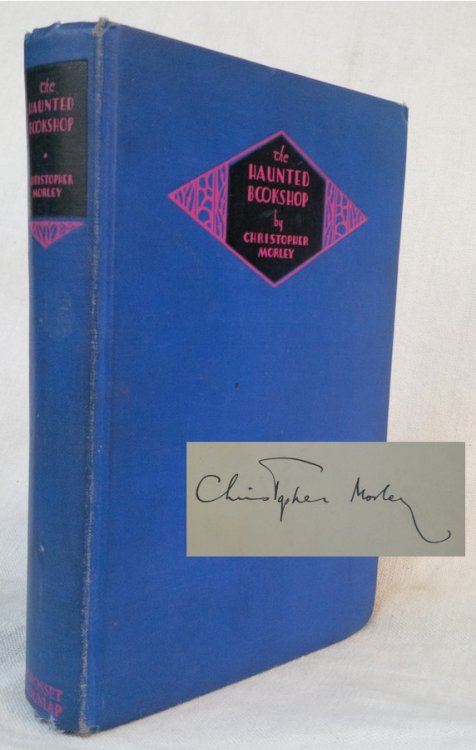 the
HAUNTED
BOOKSHOP
CHRISTOPHER
MORLEY
GROSSET
DUNLAP
the
HAUNTED
BOOKSHOP
by
CHRISTOPHER
MORLEY
Christopher Morley